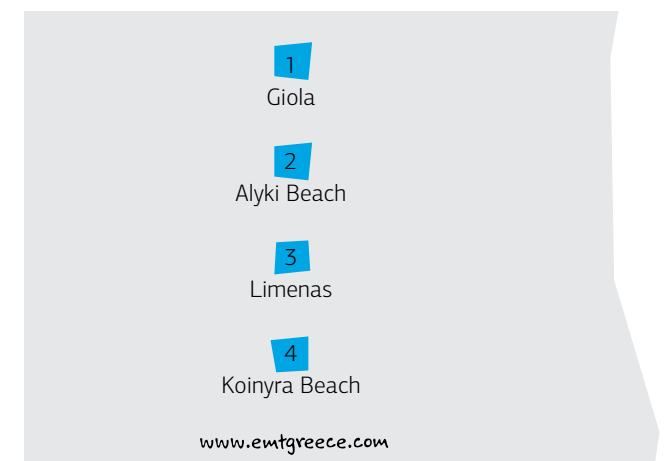 1
Giola
2
Alyki Beach
3
Limenas
4
Koinyra Beach
www.emtgreece.com